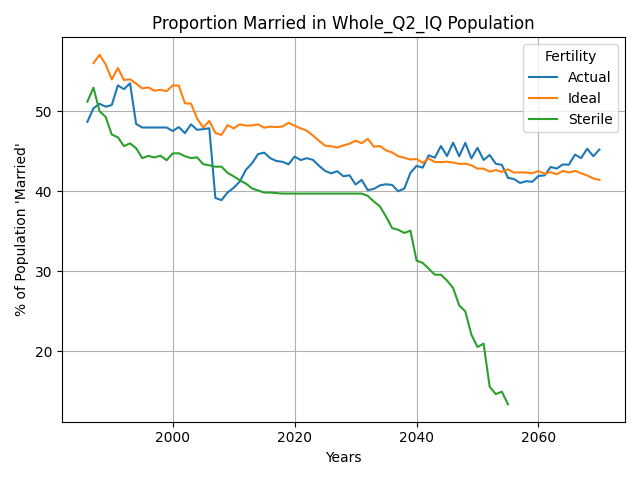 Proportion Married in Whole_Q2_IQ Population
% of Population 'Married'
50
40
30
20
2000
2020
2040
2060
Years
Fertility
Actual
Ideal
Sterile